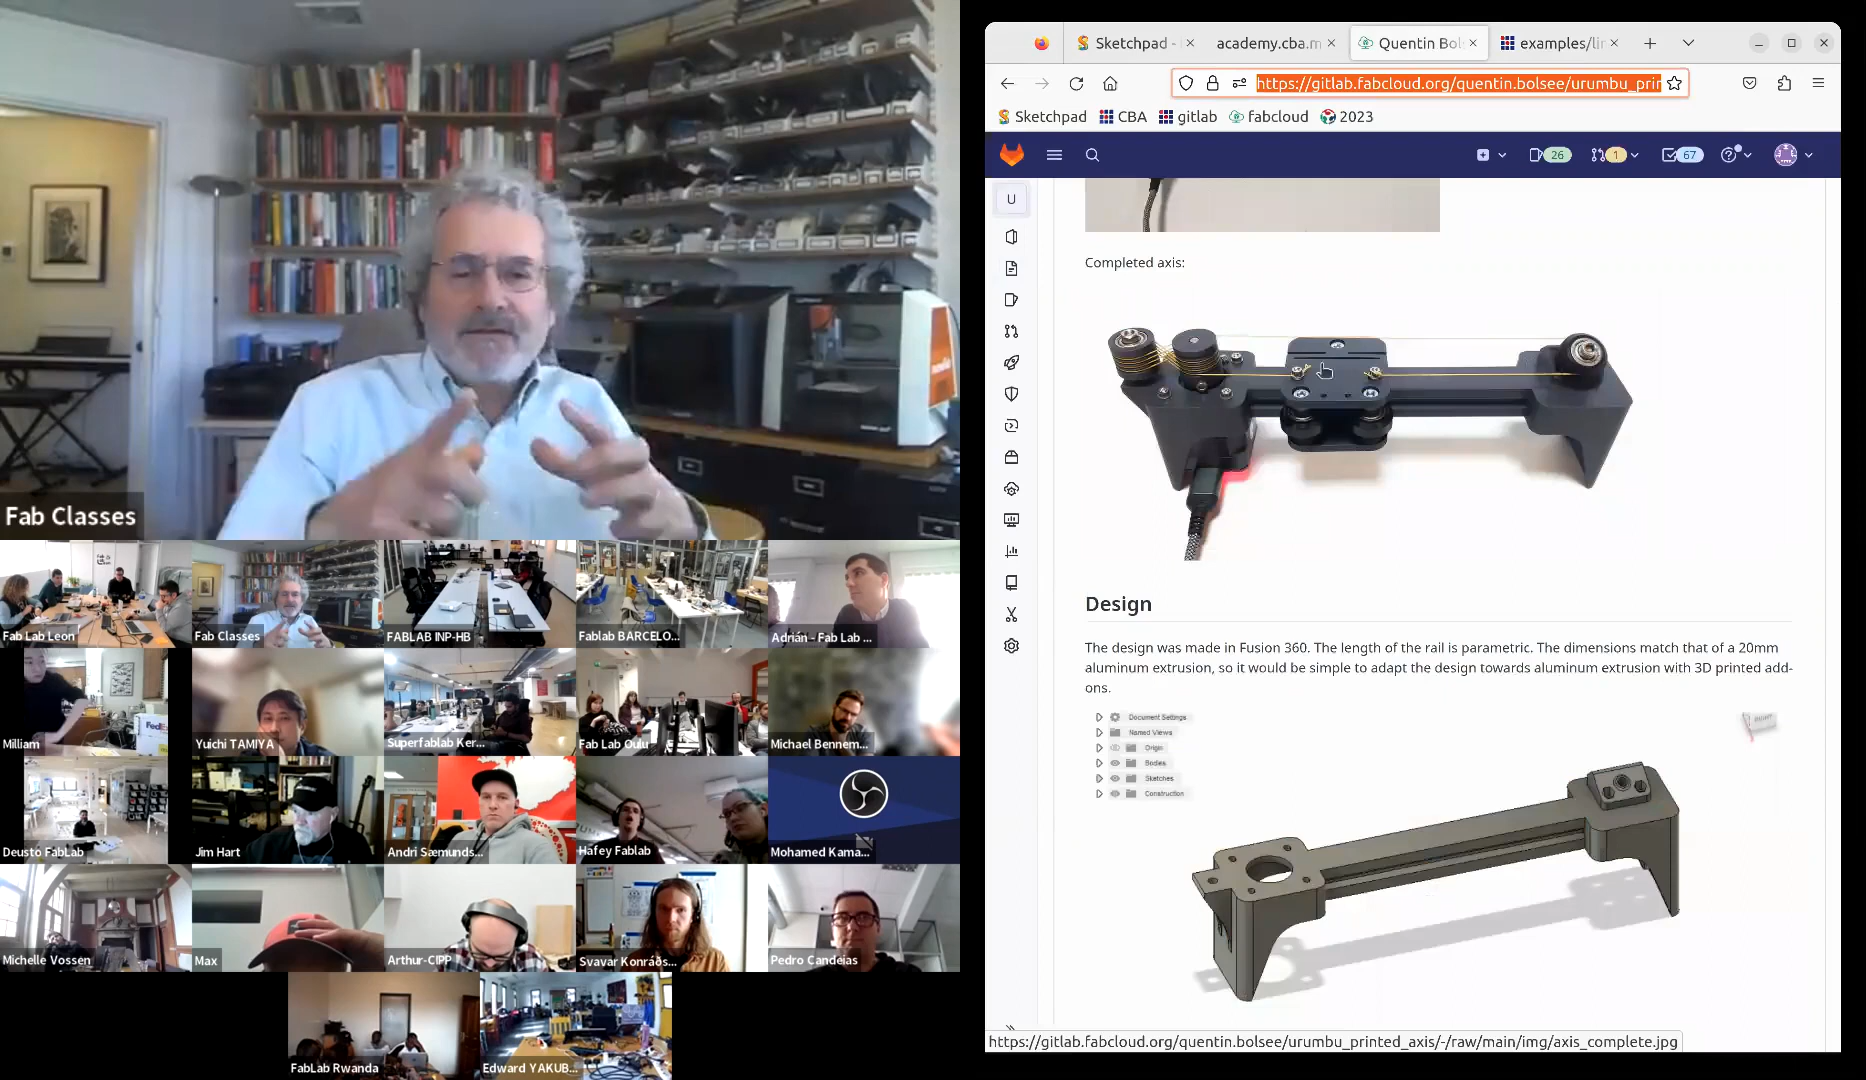 Fab Classes
Fab Lab Leon
Fab Classes
FABLAB INP-HB
Fablab BARCELO...
Adrián - Fab Lab ...
Milliam
Yuichi TAMIYA
Superfablab Ker...
Fab Lab Oulu
Michael Bennem...
Deusto FabLab
Jim Hart
Andri Sæmunds...
Hafey Fablab
Mohamed Kama...
Michelle Vossen
Max
Arthur-CIPP
Svavar Konráðs...
Pedro Candeias
FabLab Rwanda
Edward YAKUB...
FedEx
Sketchpad -
academy.cba.m
Quentin Bol
examples/lin
https://gitlab.fabcloud.org/quentin.bolsee/urumbu_prin
Sketchpad
CBA
gitlab
fabcloud
2023
26
1
67
U
Completed axis:
Design
The design was made in Fusion 360. The length of the rail is parametric. The dimensions match that of a 20mm
aluminum extrusion, so it would be simple to adapt the design towards aluminum extrusion with 3D printed add-
ons.
Document Settings
Named Views
Origin
Bodies
Sketches
Construction
RIGHT
https://gitlab.fabcloud.org/quentin.bolsee/urumbu_printed_axis/-/raw/main/img/axis_complete.jpg